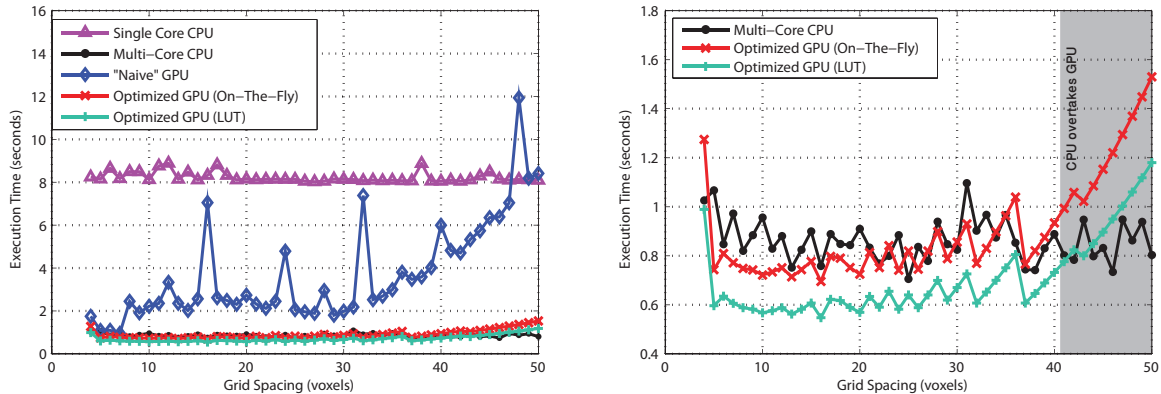 16
14
12
10
8
6
4
2
0
Execution Time (seconds)
Single Core CPU
Multi-Core CPU
"Naive" GPU
Optimized GPU (On-The-Fly)
Optimized GPU (LUT)
0 10 20 30 40 50
Grid Spacing (voxels)
1.8
1.6
1.4
1.2
1
0.8
0.6
0.4
Execution Time (seconds)
Multi-Core CPU
Optimized GPU (On-The-Fly)
Optimized GPU (LUT)
CPU overtakes GPU
0 10 20 30 40 50
Grid Spacing (voxels)